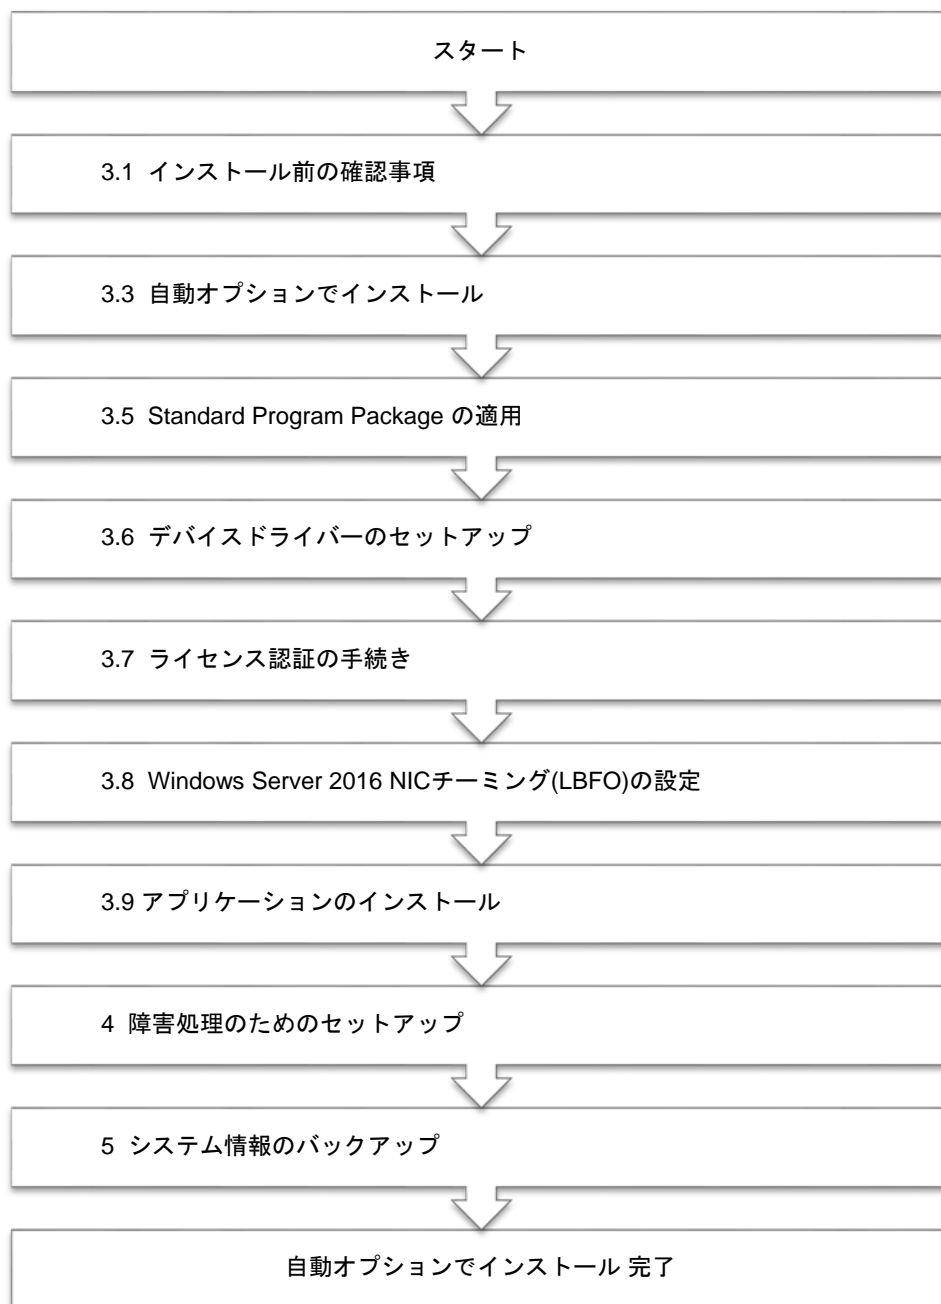 スタート
3.1 インストール前の確認事項
3.3 自動オプションでインストール
3.5 Standard Program Package の適用
3.6 デバイスドライバーのセットアップ
3.7 ライセンス認証の手続き
3.8 Windows Server 2016 NICチーミング(LBFO)の設定
3.9 アプリケーションのインストール
4 障害処理のためのセットアップ
5 システム情報のバックアップ
自動オプションでインストール 完了